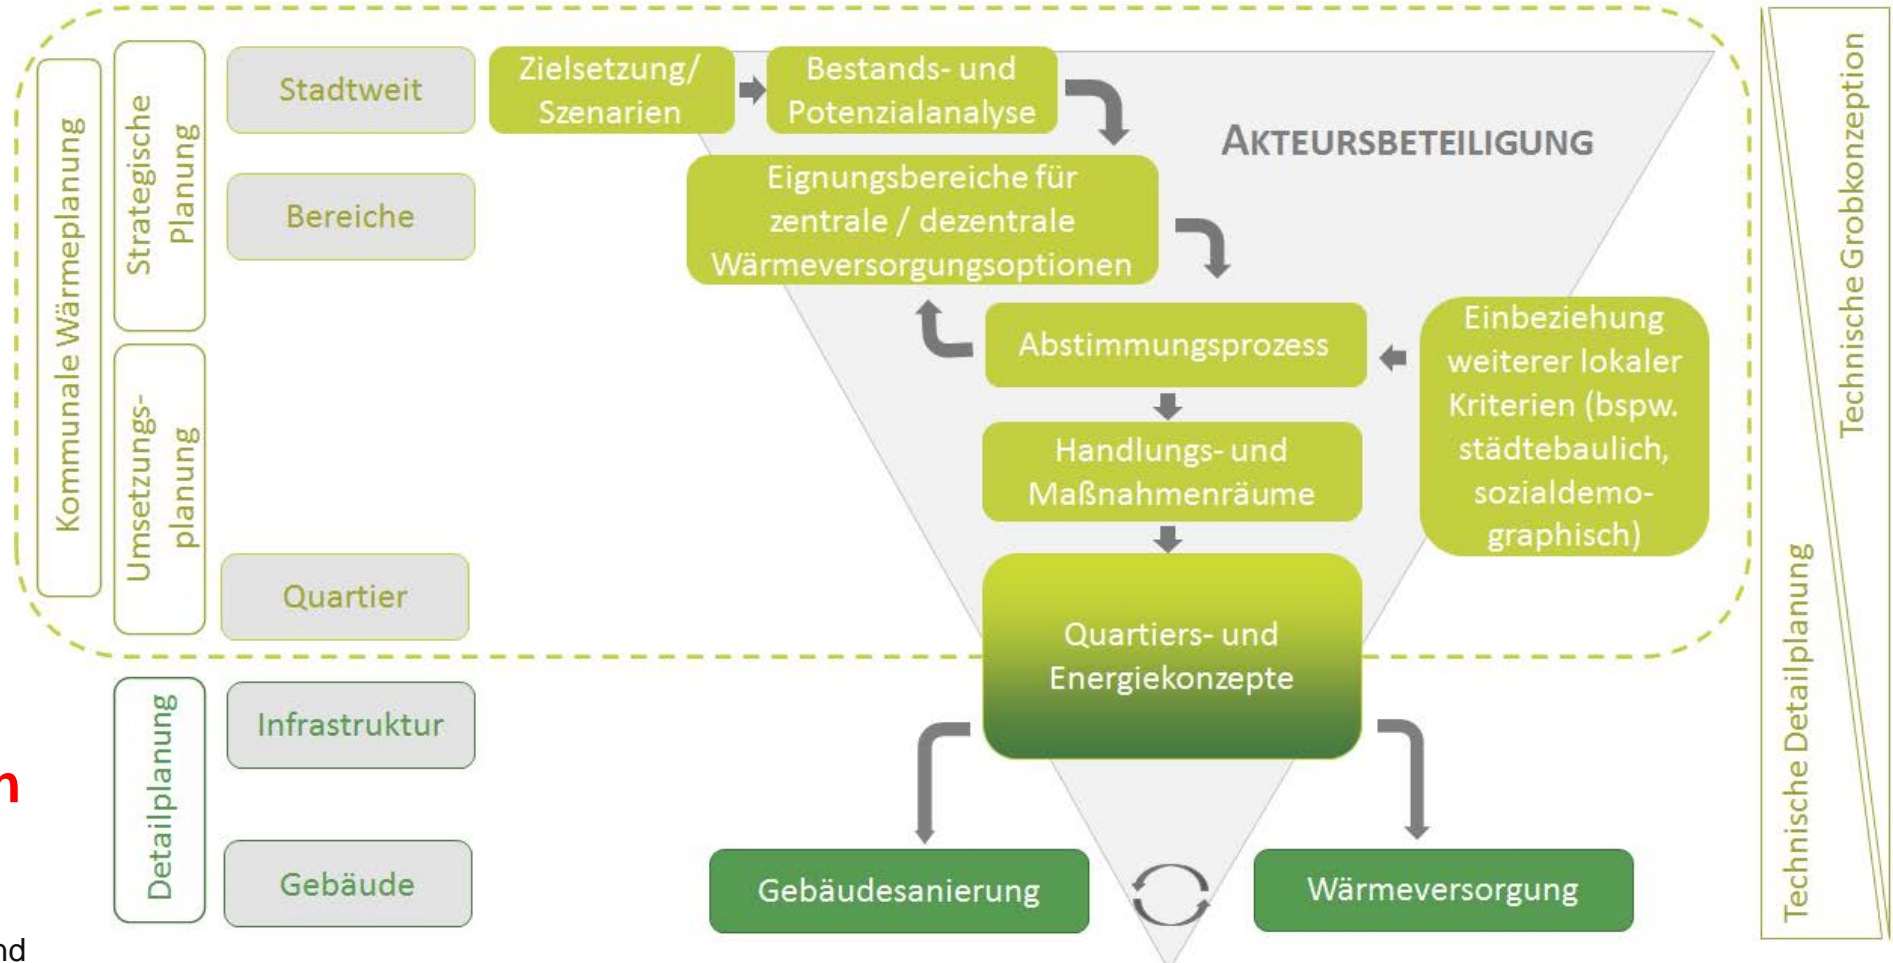 Kommunale Wärmeplanung
Strategische
Planung
Umsetzungs-
planung
Detailplanung
Stadtweit
Bereiche
Quartier
Infrastruktur
Gebäude
Zielsetzung/
Szenarien
Bestands- und
Potenzialanalyse
AKTEURSBETEILIGUNG
Eignungsbereiche für
zentrale / dezentrale
Wärmeversorgungsoptionen
Abstimmungsprozess
Einbeziehung
weiterer lokaler
Kriterien (bspw.
städtebaulich,
sozialdemo-
graphisch)
Handlungs- und
Maßnahmenräume
Quartiers- und
Energiekonzepte
Gebäudesanierung
Wärmeversorgung
Technische Grobkonzeption
Technische Detailplanung
n
nd